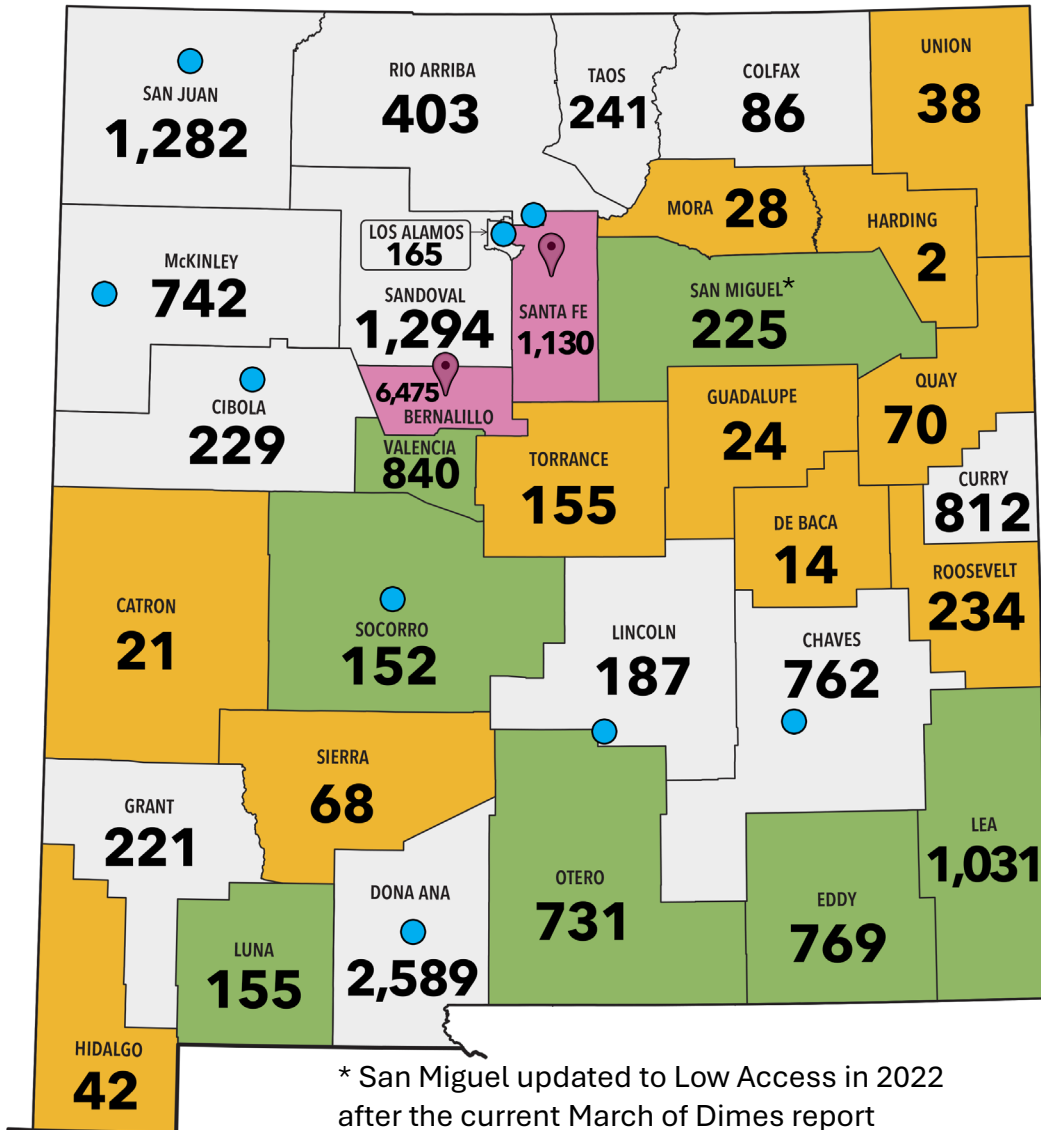 UNION
38
SAN JUAN
1,282
RIO ARRIBA
403
TAOS
241
COLFAX
86
MORA 28
HARDING
2
LOS ALAMOS
165
McKINLEY
742
SANDOVAL
1,294
SANTA FE
1,130
SAN MIGUEL*
225
6,475
BERNALILLO
CIBOLA
229
VALENCIA
840
TORRANCE
155
GUADALUPE
24
QUAY
70
CURRY
812
DE BACA
14
ROOSEVELT
234
CATRON
21
SOCORRO
152
LINCOLN
187
CHAVES
762
SIERRA
68
GRANT
221
LEA
1,031
OTERO
731
EDDY
769
DONA ANA
2,589
LUNA
155
HIDALGO
42
* San Miguel updated to Low Access in 2022
after the current March of Dimes report